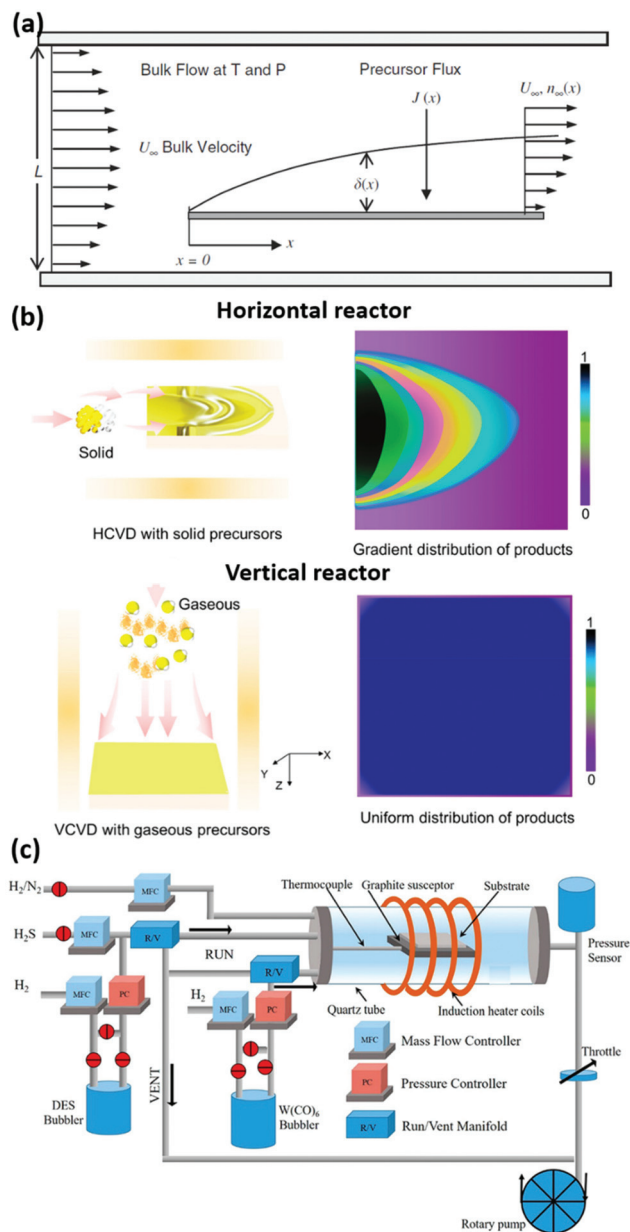 (a)
Bulk Flow at T and P
Precursor Flux
U∞, n∞(x)
J (x)
U∞ Bulk Velocity
L
δ(x)
x = 0
x
(b)
Horizontal reactor
Solid
1
0
HCVD with solid precursors
Gradient distribution of products
Vertical reactor
Gaseous
1
0
Y
X
Z
VCVD with gaseous precursors
Uniform distribution of products
(c)
H2/N2
MFC
Thermocouple
Graphite susceptor
Substrate
H2S
MFC
R/V
RUN
Pressure
Sensor
H2
MFC
PC
H2
MFC
PC
R/V
Quartz tube
Induction heater coils
MFC
Mass Flow Controller
Throttle
VENT
PC
Pressure Controller
DES
Bubbler
W(CO)6
Bubbler
R/V
Run/Vent Manifold
Rotary pump